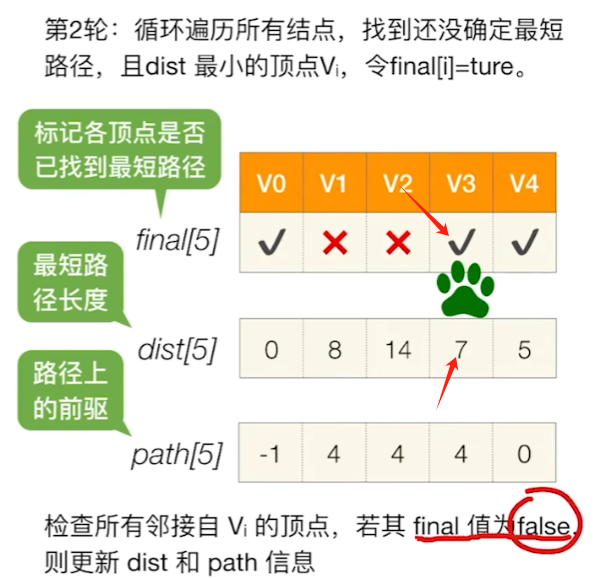 第2轮：循环遍历所有结点，找到还没确定最短
路径，且dist 最小的顶点Vi，令final[i]=ture。
标记各顶点是否
已找到最短路径
V0 V1 V2 V3 V4
final[5]
最短路
径长度
dist[5] 0 8 14 7 5
路径上
的前驱
path[5] -1 4 4 4 0
检查所有邻接自 Vi 的顶点，若其 final 值为false，
则更新 dist 和 path 信息